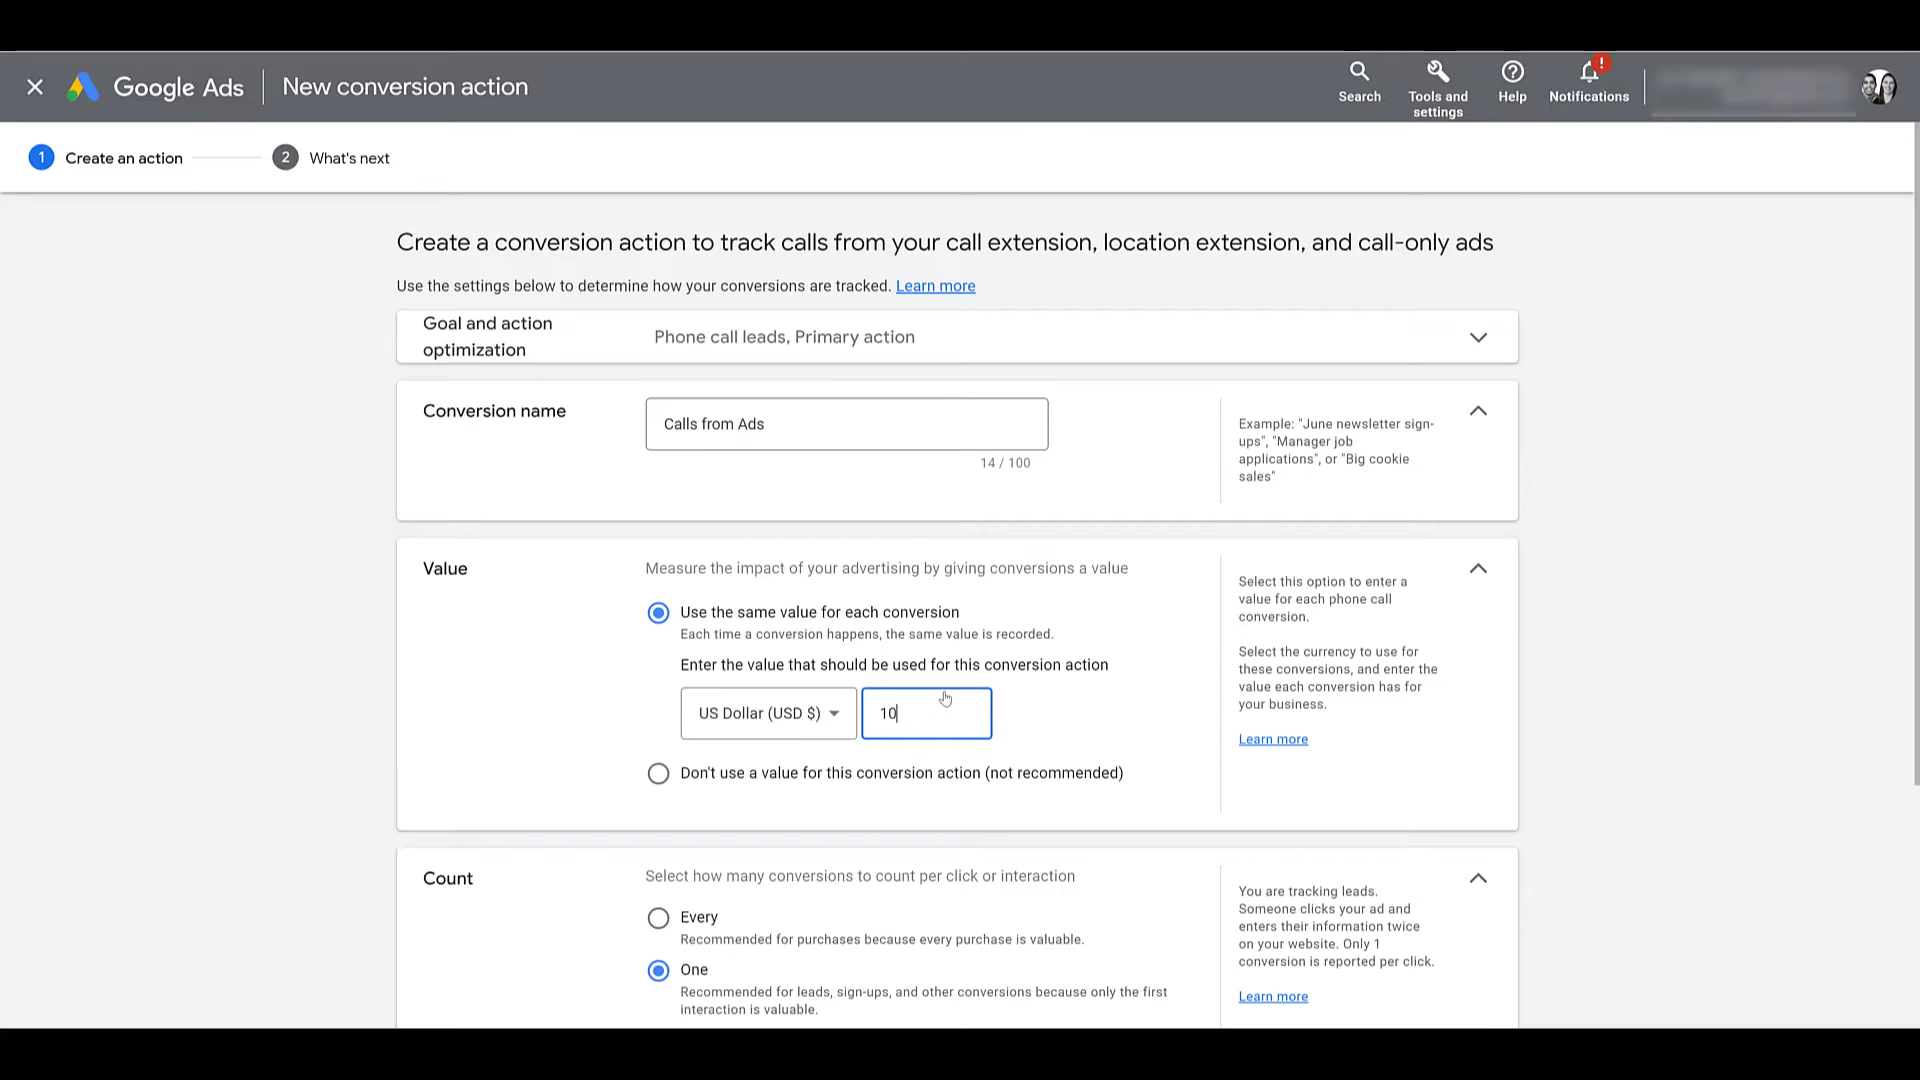 Google Ads
New conversion action
Search
Tools and
settings
Help
!
Notifications
1
Create an action
2
What's next
Create a conversion action to track calls from your call extension, location extension, and call-only ads
Use the settings below to determine how your conversions are tracked. Learn more
Goal and action
optimization
Phone call leads, Primary action
Conversion name
Calls from Ads
14 / 100
Example: "June newsletter sign-
ups", "Manager job
applications", or "Big cookie
sales"
Value
Measure the impact of your advertising by giving conversions a value
Use the same value for each conversion
Each time a conversion happens, the same value is recorded.
Enter the value that should be used for this conversion action
US Dollar (USD $)
10
Don't use a value for this conversion action (not recommended)
Select this option to enter a
value for each phone call
conversion.
Select the currency to use for
these conversions, and enter the
value each conversion has for
your business.
Learn more
Count
Select how many conversions to count per click or interaction
Every
Recommended for purchases because every purchase is valuable.
One
Recommended for leads, sign-ups, and other conversions because only the first
interaction is valuable.
You are tracking leads.
Someone clicks your ad and
enters their information twice
on your website. Only 1
conversion is reported per click.
Learn more